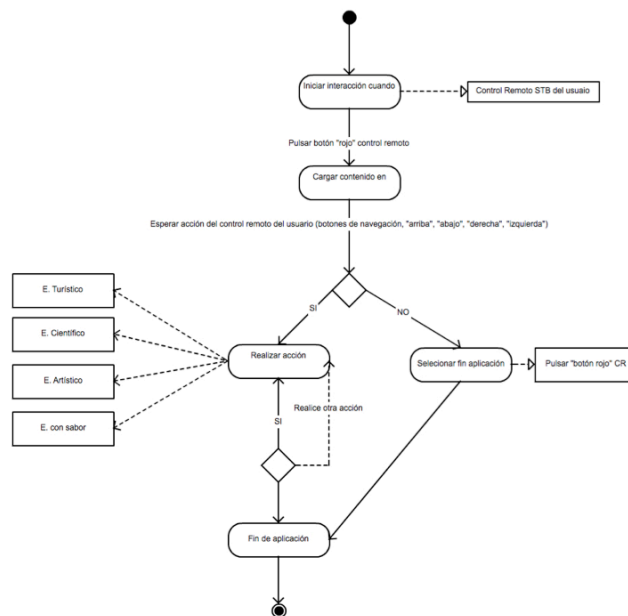 Iniciar interacción cuando
Control Remoto STB del usuaio
Pulsar botón "rojo" control remoto
Cargar contenido en
Esperar acción del control remoto del usuario (botones de navegación, "arriba", "abajo", "derecha", "izquierda")
E. Turístico
SI
NO
E. Científico
Realizar acción
Selecionar fin aplicación
Pulsar "botón rojo" CR
E. Artístico
Realice otra acción
E. con sabor
SI
Fin de aplicación